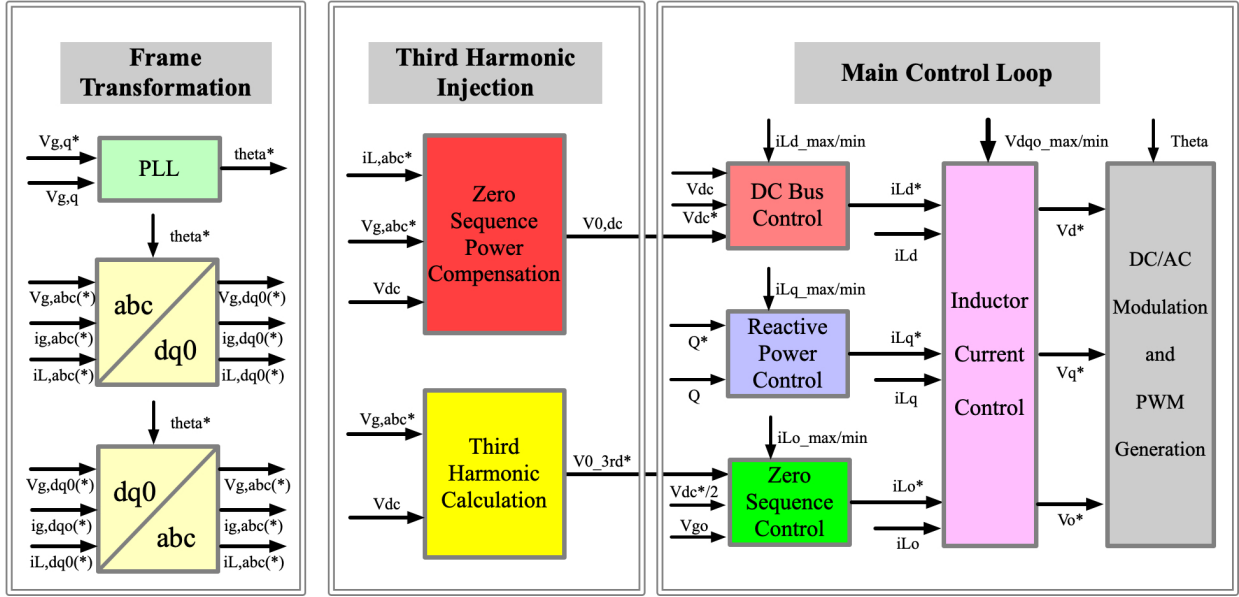 Frame
Transformation
Vg,q*
Vg,q
PLL
theta*
theta*
Vg,abc(*)
ig,abc(*)
iL,abc(*)
abc
dq0
Vg,dq0(*)
ig,dq0(*)
iL,dq0(*)
theta*
Vg,dq0(*)
ig,dqo(*)
iL,dq0(*)
dq0
abc
Vg,abc(*)
ig,abc(*)
iL,abc(*)
Third Harmonic
Injection
iL,abc*
Vg,abc*
Vdc
Zero
Sequence
Power
Compensation
V0,dc
Vg,abc*
Vdc
Third
Harmonic
Calculation
V0_3rd*
Main Control Loop
iLd_max/min
Vdc
Vdc*
DC Bus
Control
iLd*
iLd
iLq_max/min
Q*
Q
Reactive
Power
Control
iLq*
iLq
iLo_max/min
Vdc*/2
Vgo
Zero
Sequence
Control
iLo*
iLo
Vdqo_max/min
Inductor
Current
Control
Vd*
Vq*
Vo*
Theta
DC/AC
Modulation
and
PWM
Generation